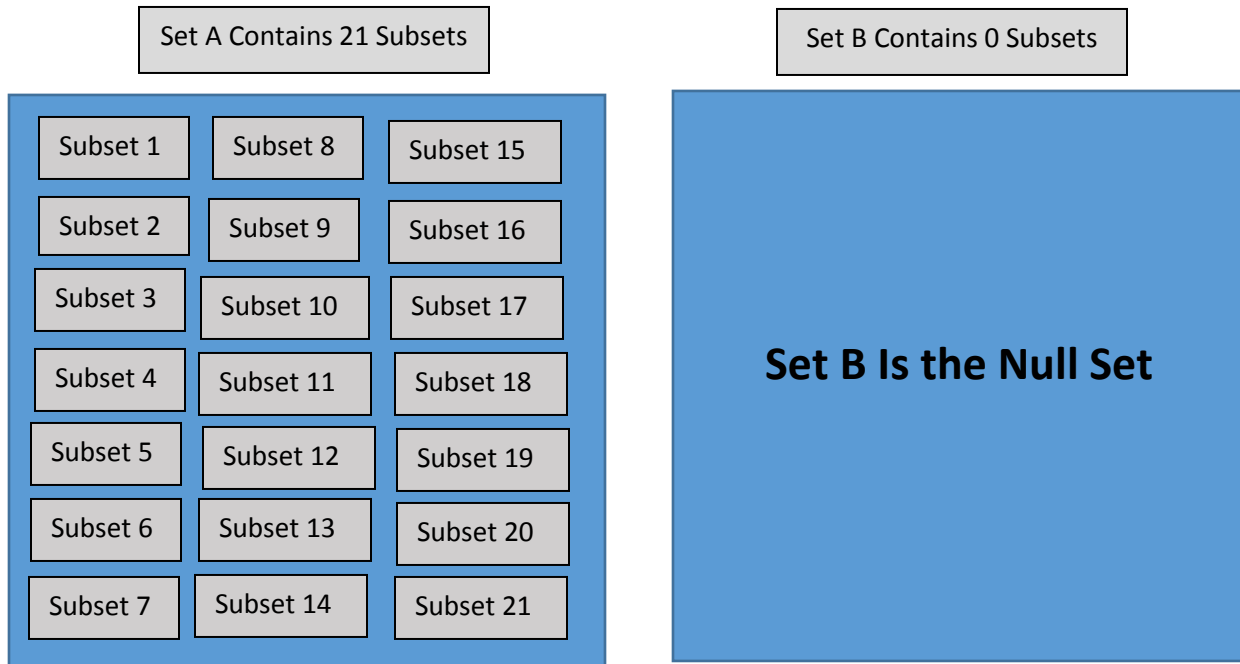 Set A Contains 21 Subsets
Set B Contains 0 Subsets
Subset 1
Subset 8
Subset 15
Subset 2
Subset 9
Subset 16
Subset 3
Subset 10
Subset 17
Subset 4
Subset 11
Subset 18
Subset 5
Subset 12
Subset 19
Subset 6
Subset 13
Subset 20
Subset 7
Subset 14
Subset 21
Set B Is the Null Set